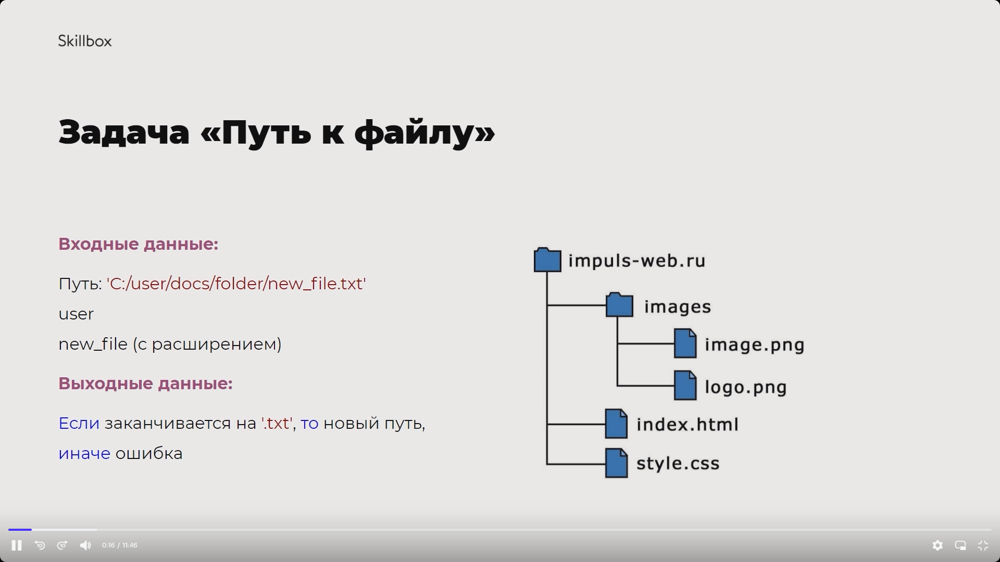 Skillbox
Задача «Путь к файлу»
Входные данные:
Путь: 'C:/user/docs/folder/new_file.txt'
user
new_file (с расширением)
Выходные данные:
Если заканчивается на '.txt', то новый путь,
иначе ошибка
impuls-web.ru
images
image.png
logo.png
index.html
style.css
10
10
0:16 / 11:46